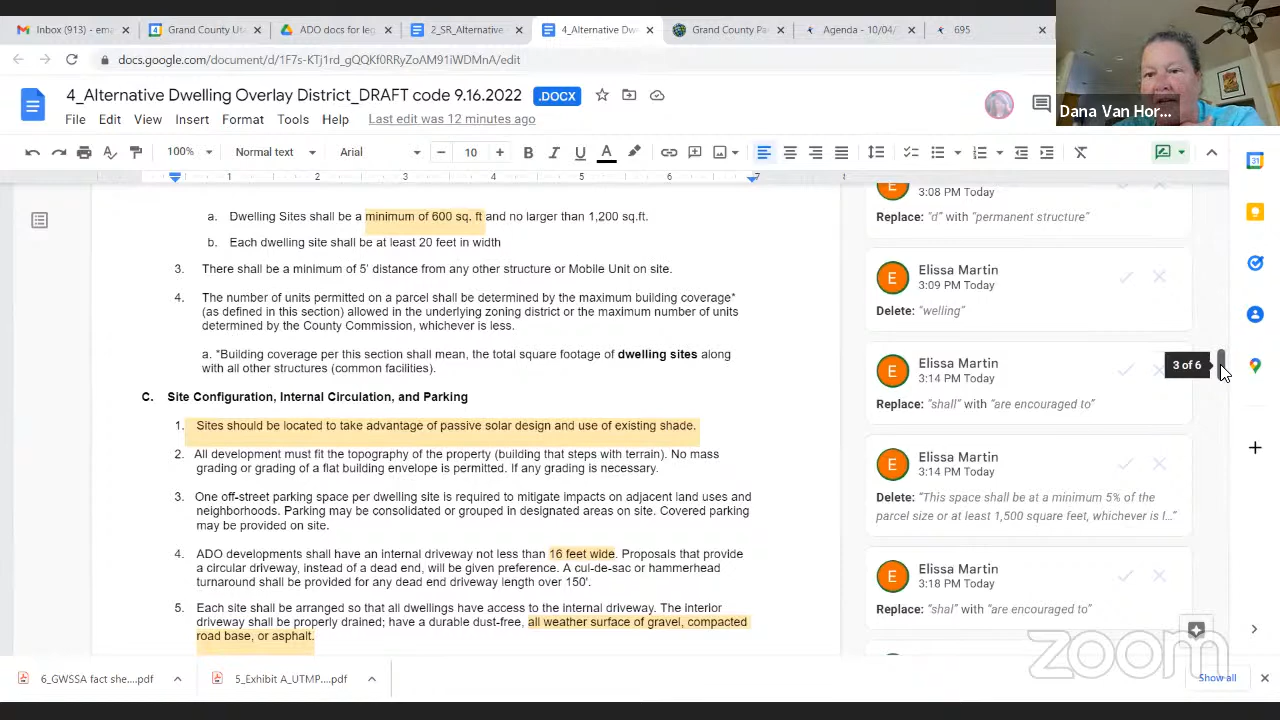 Inbox (913) - em
Grand County Ut
ADO docs for leg
2_SR_Alternative
4_Alternative Dw
Grand County Pa
Agenda - 10/04/
695
docs.google.com/document/d/1F7s-KTj1rd_gQQKf0RRyZoAM91iWDMnA/edit
4_Alternative Dwelling Overlay District_DRAFT code 9.16.2022 .DOCX
File Edit View Insert Format Tools Help Last edit was 12 minutes ago
Dana Van Hor...
100% Normal text Arial 10 B I U A
1 2 3 4 5 6 7 8
a. Dwelling Sites shall be a minimum of 600 sq. ft and no larger than 1,200 sq.ft.
b. Each dwelling site shall be at least 20 feet in width
3. There shall be a minimum of 5' distance from any other structure or Mobile Unit on site.
4. The number of units permitted on a parcel shall be determined by the maximum building coverage*
(as defined in this section) allowed in the underlying zoning district or the maximum number of units
determined by the County Commission, whichever is less.
a. *Building coverage per this section shall mean, the total square footage of dwelling sites along
with all other structures (common facilities).
C. Site Configuration, Internal Circulation, and Parking
1. Sites should be located to take advantage of passive solar design and use of existing shade.
2. All development must fit the topography of the property (building that steps with terrain). No mass
grading or grading of a flat building envelope is permitted. If any grading is necessary.
3. One off-street parking space per dwelling site is required to mitigate impacts on adjacent land uses and
neighborhoods. Parking may be consolidated or grouped in designated areas on site. Covered parking
may be provided on site.
4. ADO developments shall have an internal driveway not less than 16 feet wide. Proposals that provide
a circular driveway, instead of a dead end, will be given preference. A cul-de-sac or hammerhead
turnaround shall be provided for any dead end driveway length over 150'.
5. Each site shall be arranged so that all dwellings have access to the internal driveway. The interior
driveway shall be properly drained; have a durable dust-free, all weather surface of gravel, compacted
road base, or asphalt.
3:08 PM Today
Replace: "d" with "permanent structure"
E Elissa Martin
3:09 PM Today
Delete: "welling"
E Elissa Martin
3:14 PM Today
Replace: "shall" with "are encouraged to"
3 of 6
E Elissa Martin
3:14 PM Today
Delete: "This space shall be at a minimum 5% of the
parcel size or at least 1,500 square feet, whichever is l..."
E Elissa Martin
3:18 PM Today
Replace: "shal" with "are encouraged to"
31
zoom
6_GWSSA fact she....pdf
5_Exhibit A_UTMP....pdf
Show all